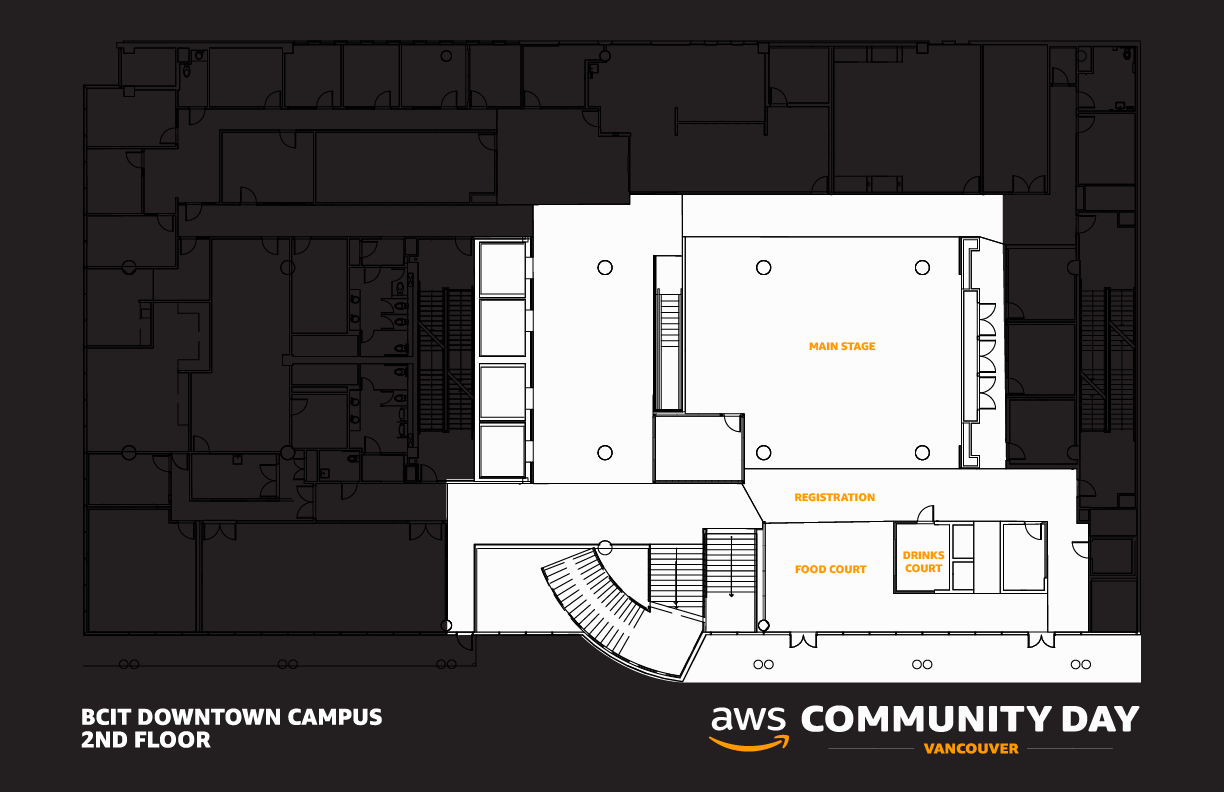 MAIN STAGE
REGISTRATION
FOOD COURT
DRINKS
COURT
BCIT DOWNTOWN CAMPUS
2ND FLOOR
aws COMMUNITY DAY
VANCOUVER